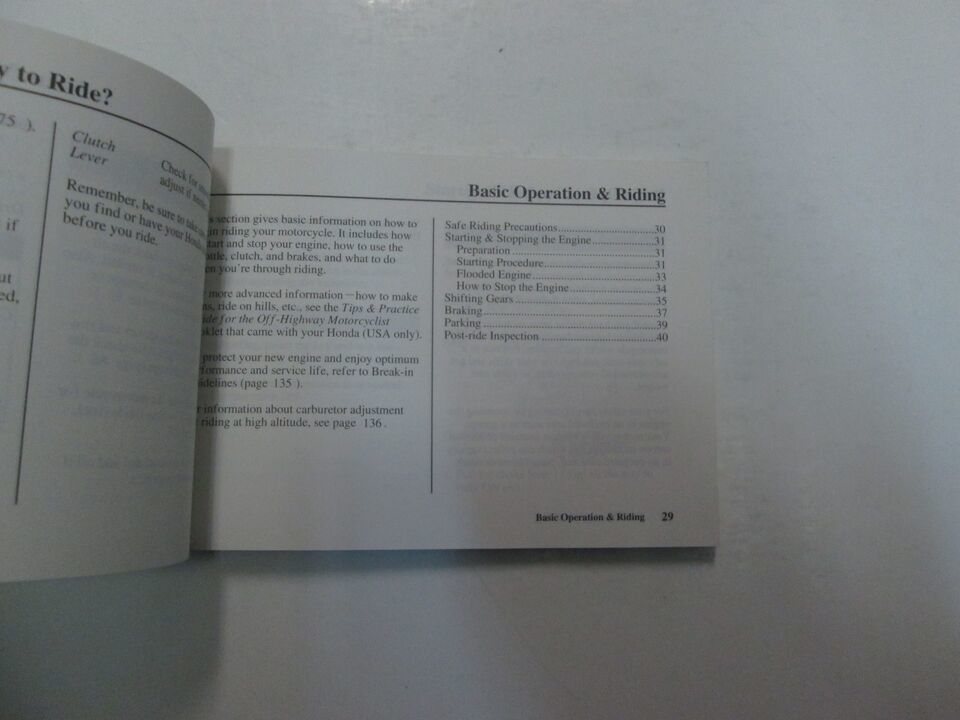 to Ride?
75 ).
if
Clutch
Lever
Check for
adjust if
Remember, be sure to take
you find or have your Honda
before you ride.
Basic Operation & Riding
section gives basic information on how to
riding your motorcycle. It includes how
start and stop your engine, how to use the
clutch, and brakes, and what to do
you're through riding.
more advanced information—how to make
ride on hills, etc., see the Tips & Practice
for the Off-Highway Motorcyclist
that came with your Honda (USA only).
protect your new engine and enjoy optimum
and service life, refer to Break-in
(page 135 ).
information about carburetor adjustment
riding at high altitude, see page 136 .
Safe Riding Precautions..............................30
Starting & Stopping the Engine...................31
Preparation ..............................................31
Starting Procedure...................................31
Flooded Engine.......................................33
How to Stop the Engine..........................34
Shifting Gears ............................................35
Braking.......................................................37
Parking .......................................................39
Post-ride Inspection ...................................40
Basic Operation & Riding 29